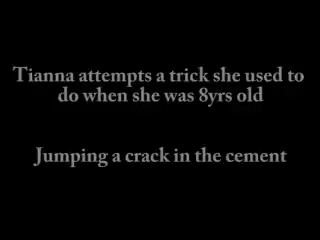 Tianna attempts a trick she used to
do when she was 8yrs old
Jumping a crack in the cement